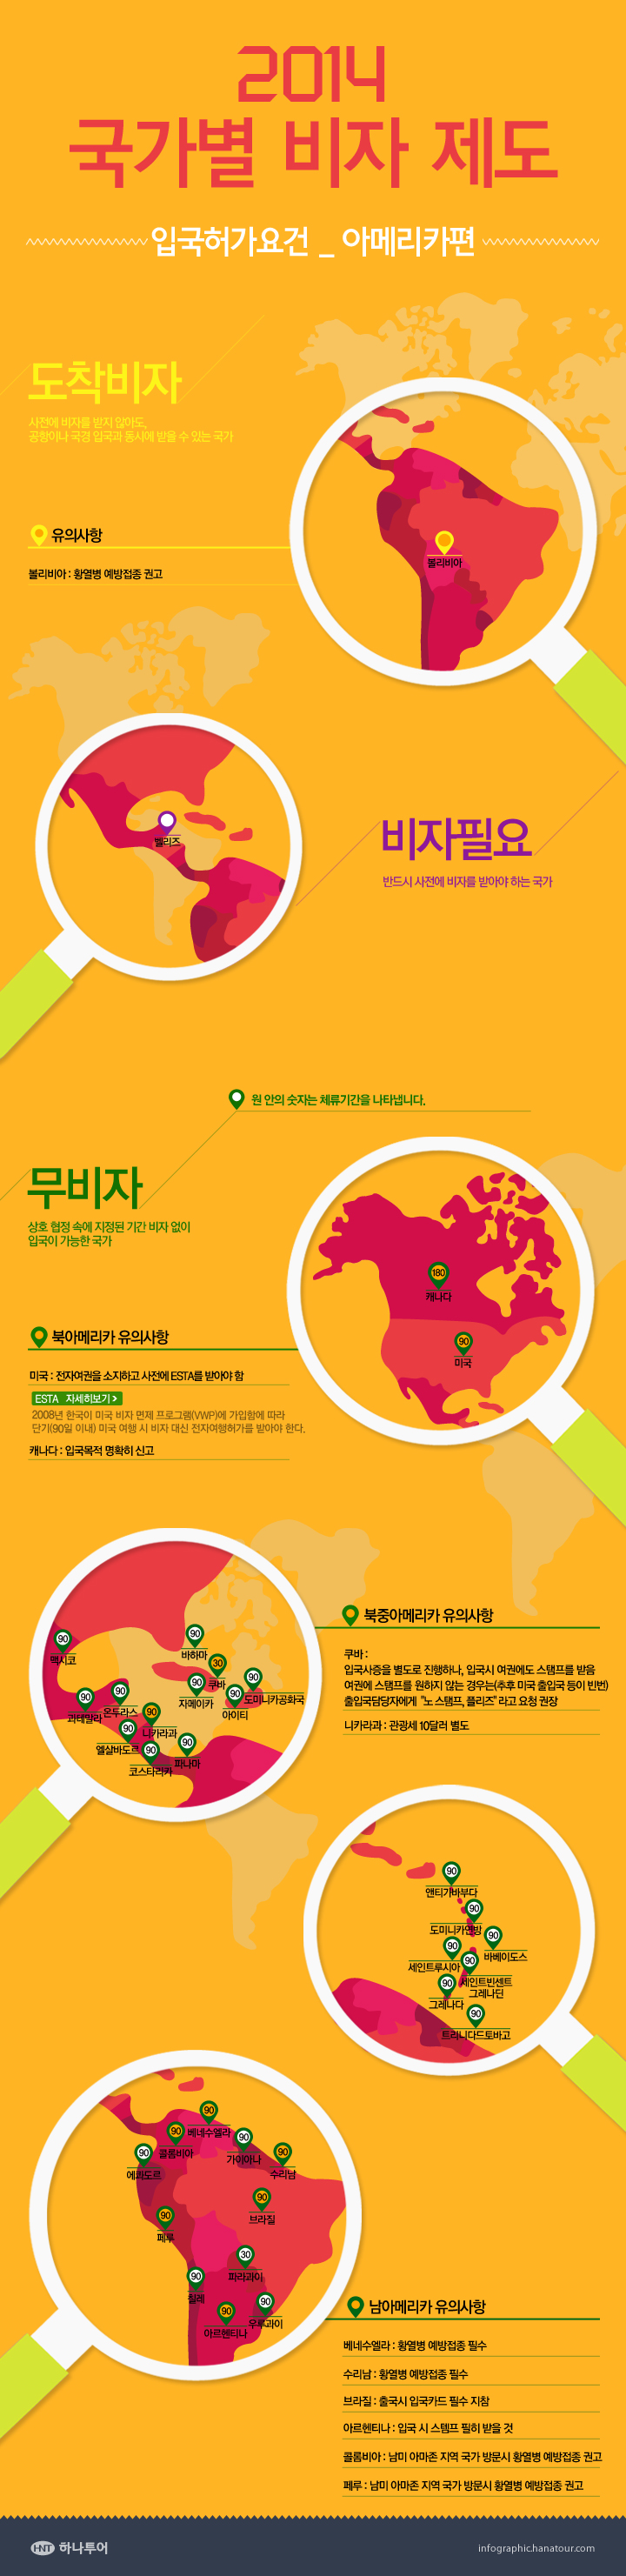 2014
국가별 비자 제도
입국허가요건 _ 아메리카편
도착비자
사전에 비자를 받지 않아도,
공항이나 국경 입국과 동시에 받을 수 있는 국가
유의사항
볼리비아 : 황열병 예방접종 권고
볼리비아
벨리즈
비자필요
반드시 사전에 비자를 받아야 하는 국가
원 안의 숫자는 체류기간을 나타냅니다.
무비자
상호 협정 속에 지정된 기간 비자 없이
입국이 가능한 국가
180
캐나다
90
미국
북아메리카 유의사항
미국 : 전자여권을 소지하고 사전에 ESTA를 받아야 함
ESTA 자세히보기 >
2008년 한국이 미국 비자 면제 프로그램(VWP)에 가입함에 따라
단기(90일 이내) 미국 여행 시 비자 대신 전자여행허가를 받아야 한다.
캐나다 : 입국목적 명확히 신고
90
멕시코
90
바하마
30
쿠바
90
자메이카
90
도미니카공화국
90
아이티
90
과테말라
90
온두라스
90
니카라과
90
엘살바도르
90
코스타리카
90
파나마
북중아메리카 유의사항
쿠바 :
입국사증을 별도로 진행하나, 입국시 여권에도 스탬프를 받음
여권에 스탬프를 원하지 않는 경우는(추후 미국 출입국 등이 빈번)
출입국담당자에게 "노 스탬프, 플리즈" 라고 요청 권장
니카라과 : 관광세 10달러 별도
90
앤티가바부다
90
도미니카연방
90
바베이도스
90
세인트루시아
90
세인트빈센트
그레나딘
90
그레나다
90
트리니다드토바고
90
베네수엘라
90
콜롬비아
90
가이아나
90
수리남
90
에콰도르
90
브라질
90
페루
30
파라과이
90
칠레
90
우루과이
90
아르헨티나
남아메리카 유의사항
베네수엘라 : 황열병 예방접종 필수
수리남 : 황열병 예방접종 필수
브라질 : 출국시 입국카드 필수 지참
아르헨티나 : 입국 시 스템프 필히 받을 것
콜롬비아 : 남미 아마존 지역 국가 방문시 황열병 예방접종 권고
페루 : 남미 아마존 지역 국가 방문시 황열병 예방접종 권고
HNT 하나투어
infographic.hanatour.com